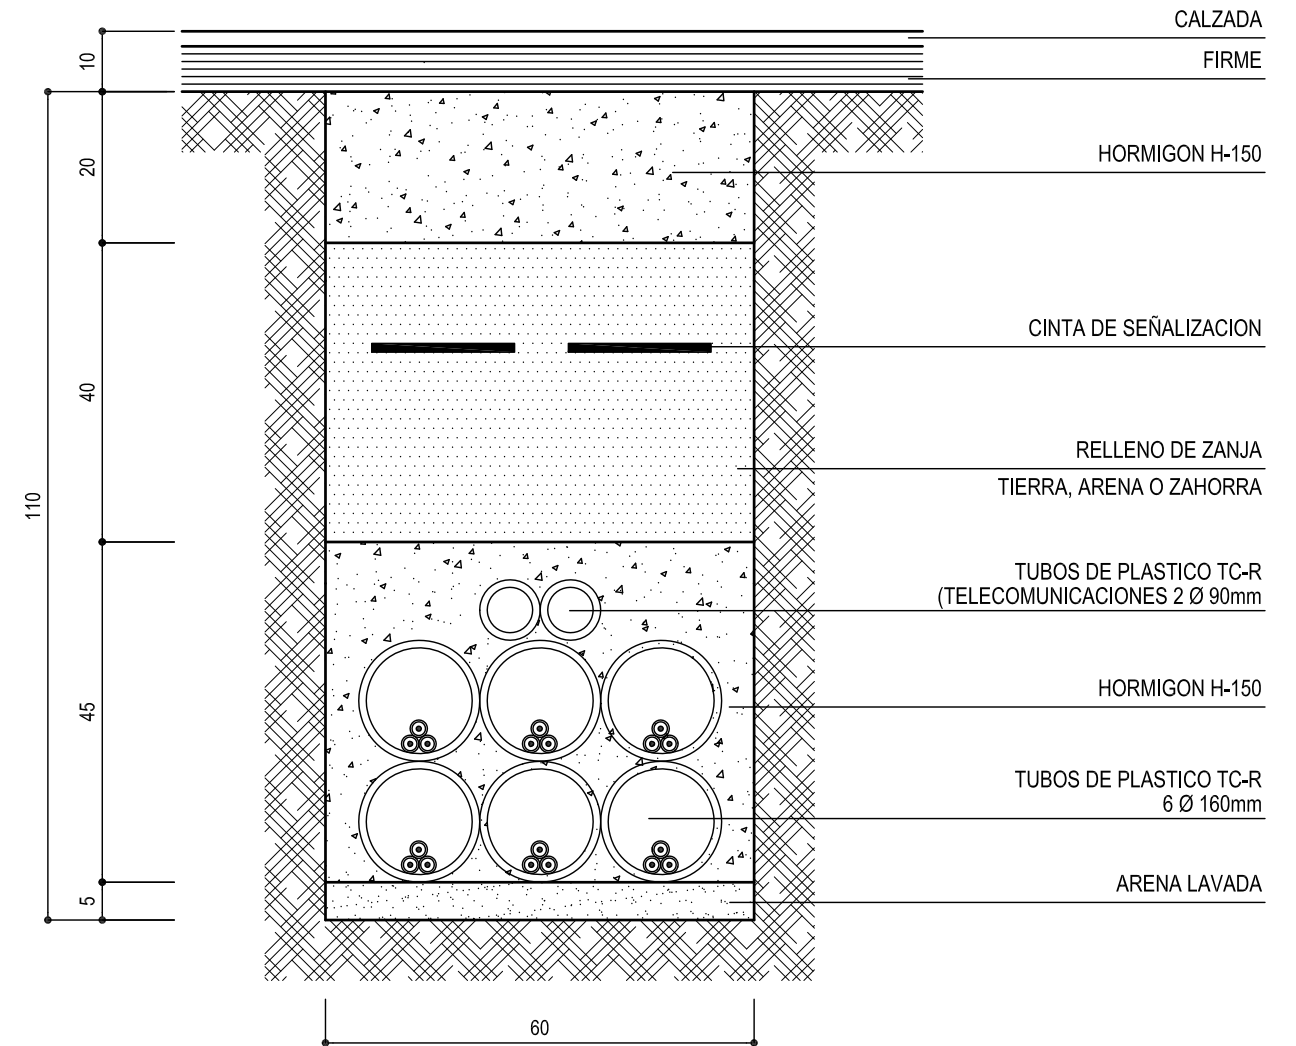 CALZADA
10
FIRME
HORMIGON H-150
20
CINTA DE SEÑALIZACION
40
RELLENO DE ZANJA
TIERRA, ARENA O ZAHORRA
110
TUBOS DE PLASTICO TC-R
(TELECOMUNICACIONES 2 Ø 90mm
HORMIGON H-150
45
TUBOS DE PLASTICO TC-R
6 Ø 160mm
ARENA LAVADA
5
60